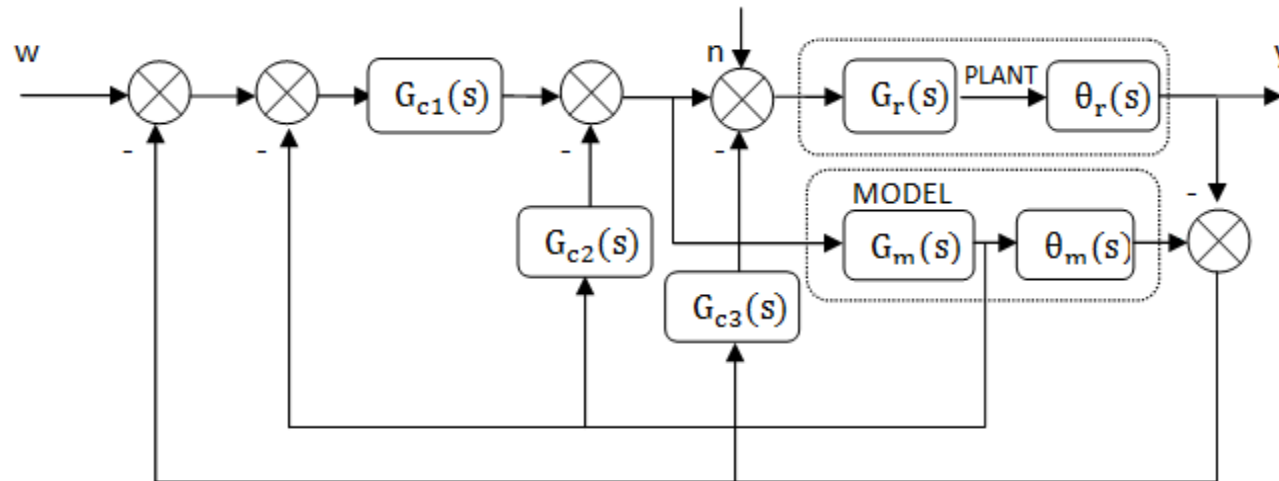 w
n
y
PLANT
G_c1(s)
G_r(s)
θ_r(s)
-
-
-
-
-
MODEL
G_c2(s)
G_m(s)
θ_m(s)
G_c3(s)